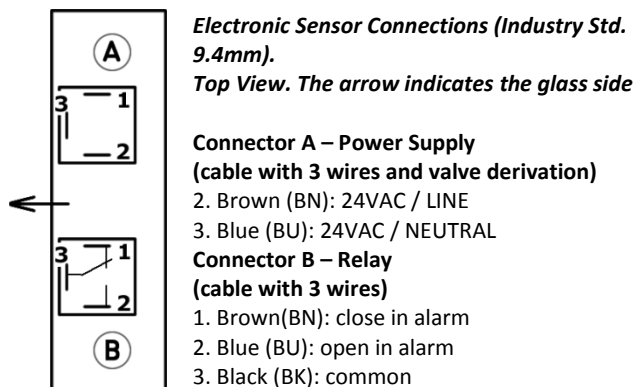 A
3
1
2
3
1
2
B
Electronic Sensor Connections (Industry Std.
9.4mm).
Top View. The arrow indicates the glass side
Connector A – Power Supply
(cable with 3 wires and valve derivation)
2. Brown (BN): 24VAC / LINE
3. Blue (BU): 24VAC / NEUTRAL
Connector B – Relay
(cable with 3 wires)
1. Brown(BN): close in alarm
2. Blue (BU): open in alarm
3. Black (BK): common